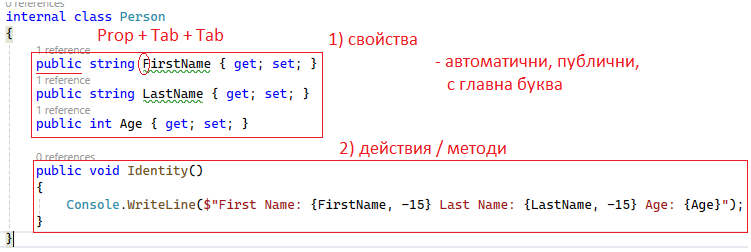 0 references
internal class Person
{
Prop + Tab + Tab
1) свойства
1 reference
public string FirstName { get; set; }
- автоматични, публични,
1 reference
с главна буква
public string LastName { get; set; }
1 reference
public int Age { get; set; }
2) действия / методи
0 references
public void Identity()
{
Console.WriteLine($"First Name: {FirstName, -15} Last Name: {LastName, -15} Age: {Age}");
}
}